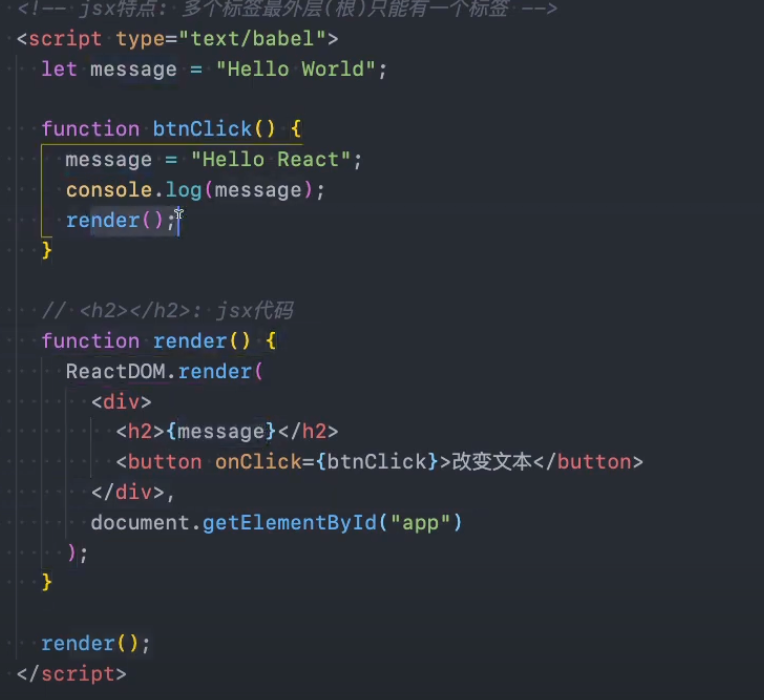 <!-- jsx特点: 多个标签最外层(根)只能有一个标签 -->
<script type="text/babel">
let message = "Hello World";
function btnClick() {
message = "Hello React";
console.log(message);
render();
}
// <h2></h2>: jsx代码
function render() {
ReactDOM.render(
<div>
<h2>{message}</h2>
<button onClick={btnClick}>改变文本</button>
</div>,
document.getElementById("app")
);
}
render();
</script>